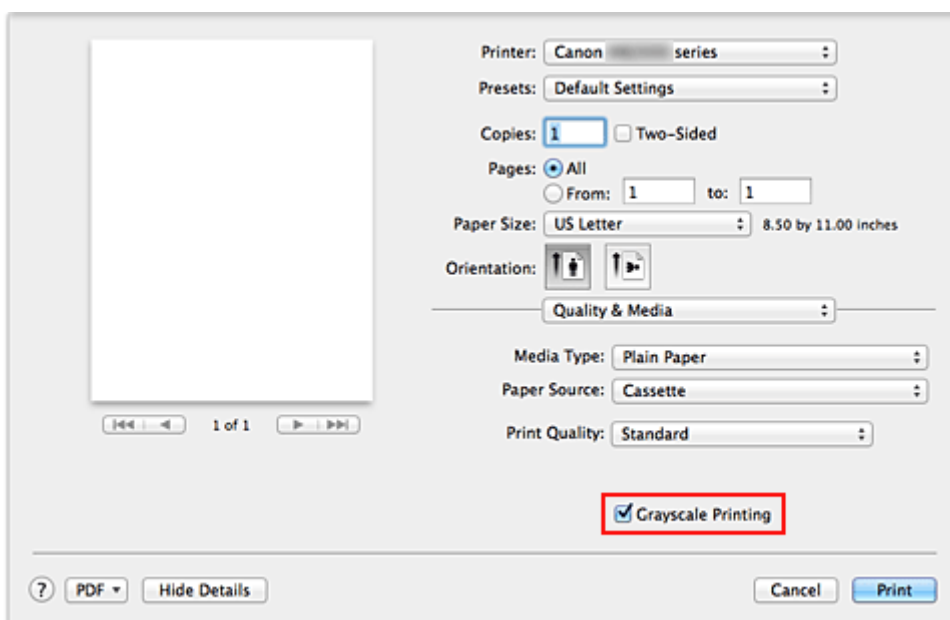 Printer: Canon series
Presets: Default Settings
Copies: 1 Two-Sided
Pages: All
From: 1 to: 1
Paper Size: US Letter 8.50 by 11.00 inches
Orientation:
Quality & Media
Media Type: Plain Paper
Paper Source: Cassette
1 of 1
Print Quality: Standard
Grayscale Printing
? PDF Hide Details Cancel Print